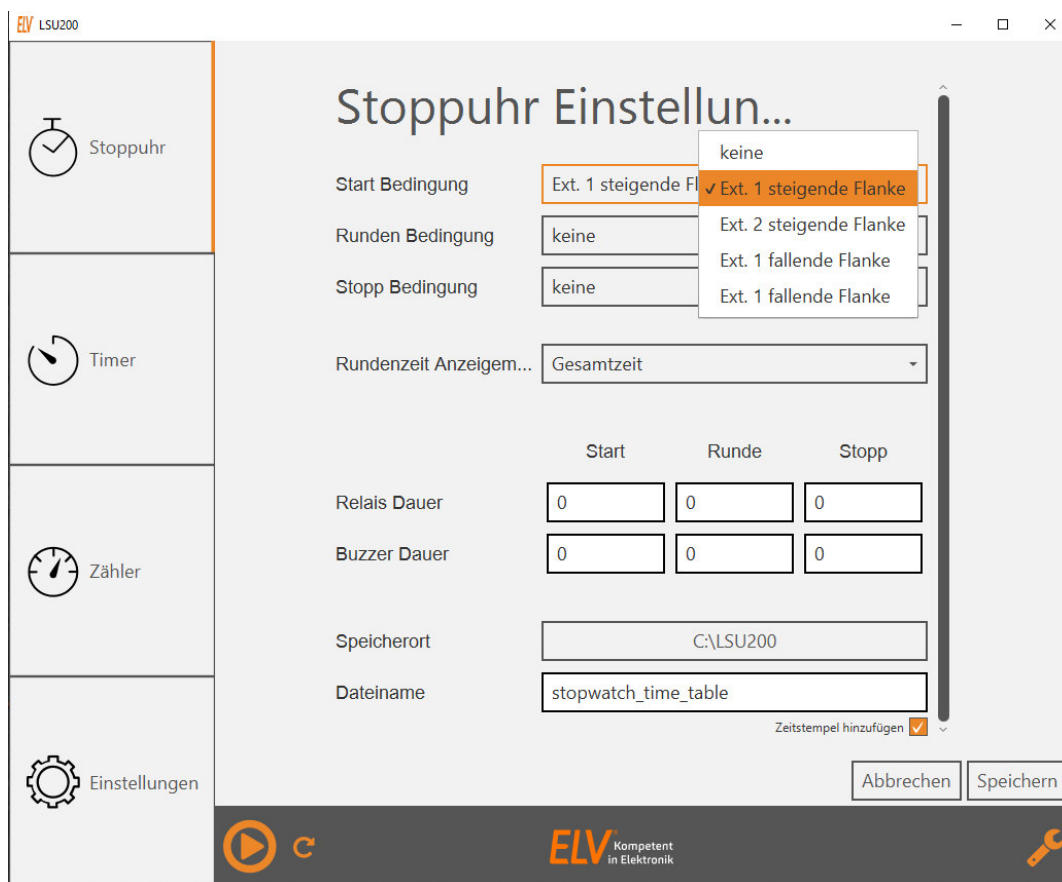 ELV LSU200
Stoppuhr
Timer
Zähler
Einstellungen
Stoppuhr Einstellun...
Start Bedingung
Ext. 1 steigende Fl
keine
✓ Ext. 1 steigende Flanke
Ext. 2 steigende Flanke
Ext. 1 fallende Flanke
Ext. 1 fallende Flanke
Runden Bedingung
keine
Stopp Bedingung
keine
Rundenzeit Anzeigem...
Gesamtzeit
Start Runde Stopp
Relais Dauer 0 0 0
Buzzer Dauer 0 0 0
Speicherort C:\LSU200
Dateiname stopwatch_time_table
Zeitstempel hinzufügen
Abbrechen Speichern
ELV Kompetent
in Elektronik